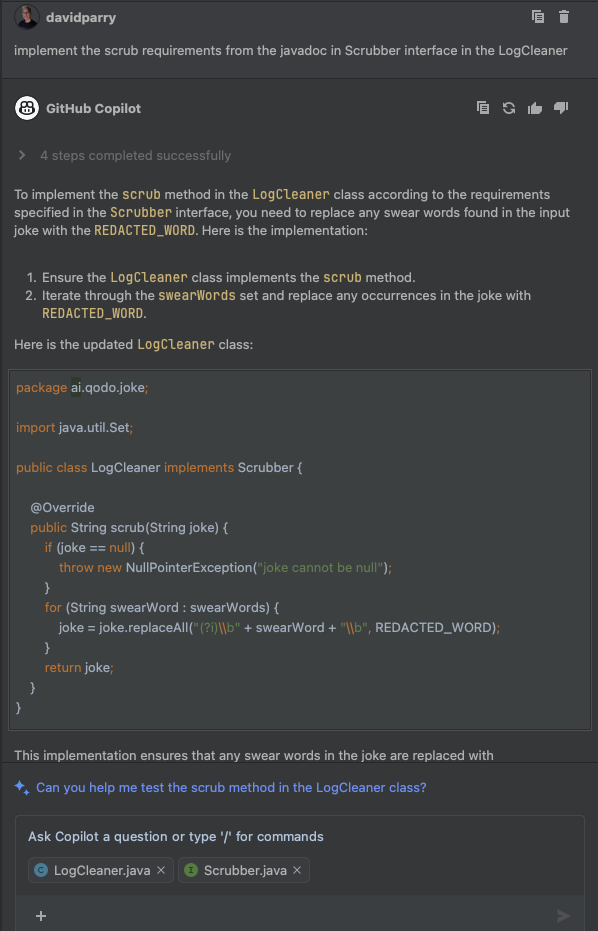 davidparry
implement the scrub requirements from the javadoc in Scrubber interface in the LogCleaner
GitHub Copilot
4 steps completed successfully
To implement the scrub method in the LogCleaner class according to the requirements
specified in the Scrubber interface, you need to replace any swear words found in the input
joke with the REDACTED_WORD. Here is the implementation:
1. Ensure the LogCleaner class implements the scrub method.
2. Iterate through the swearWords set and replace any occurrences in the joke with
REDACTED_WORD.
Here is the updated LogCleaner class:
package ai.qodo.joke;
import java.util.Set;
public class LogCleaner implements Scrubber {
@Override
public String scrub(String joke) {
if (joke == null) {
throw new NullPointerException("joke cannot be null");
}
for (String swearWord : swearWords) {
joke = joke.replaceAll("(?i)\\b" + swearWord + "\\b", REDACTED_WORD);
}
return joke;
}
}
This implementation ensures that any swear words in the joke are replaced with
Can you help me test the scrub method in the LogCleaner class?
Ask Copilot a question or type '/' for commands
C LogCleaner.java × I Scrubber.java ×
+